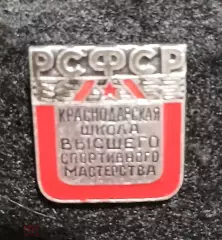 РСФСР
КРАСНОДАРСКАЯ
ШКОЛА
ВЫСШЕГО
СПОРТИВНОГО
МАСТЕРСТВА